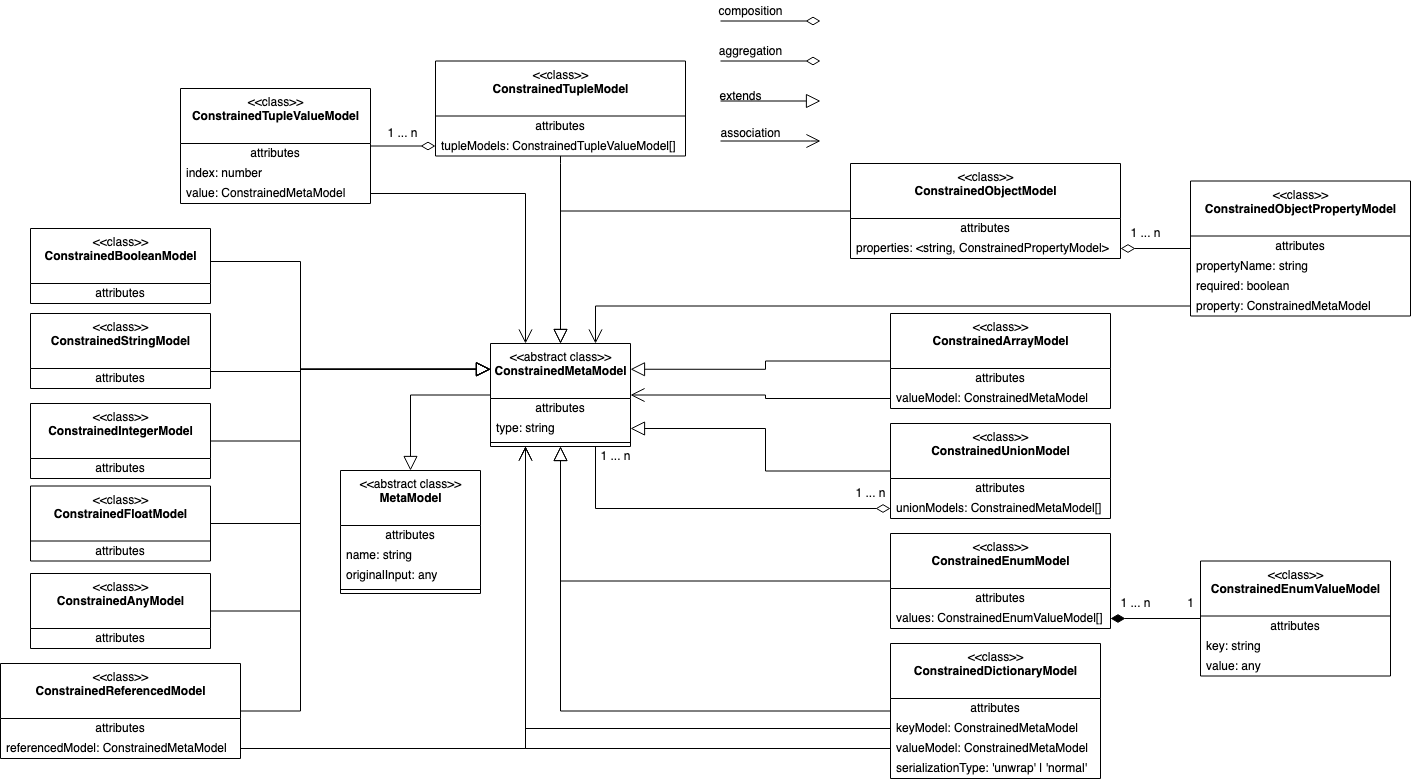 composition
aggregation
extends
association
<<class>>
ConstrainedTupleModel
attributes
tupleModels: ConstrainedTupleValueModel[]
<<class>>
ConstrainedTupleValueModel
attributes
index: number
value: ConstrainedMetaModel
1 ... n
<<class>>
ConstrainedObjectModel
attributes
properties: <string, ConstrainedPropertyModel>
1 ... n
<<class>>
ConstrainedObjectPropertyModel
attributes
propertyName: string
required: boolean
property: ConstrainedMetaModel
<<class>>
ConstrainedBooleanModel
attributes
<<class>>
ConstrainedStringModel
attributes
<<class>>
ConstrainedIntegerModel
attributes
<<class>>
ConstrainedFloatModel
attributes
<<class>>
ConstrainedAnyModel
attributes
<<class>>
ConstrainedReferencedModel
attributes
referencedModel: ConstrainedMetaModel
<<abstract class>>
ConstrainedMetaModel
attributes
type: string
1 ... n
<<abstract class>>
MetaModel
attributes
name: string
originalInput: any
<<class>>
ConstrainedArrayModel
attributes
valueModel: ConstrainedMetaModel
<<class>>
ConstrainedUnionModel
attributes
unionModels: ConstrainedMetaModel[]
1 ... n
<<class>>
ConstrainedEnumModel
attributes
values: ConstrainedEnumValueModel[]
1 ... n
1
<<class>>
ConstrainedEnumValueModel
attributes
key: string
value: any
<<class>>
ConstrainedDictionaryModel
attributes
keyModel: ConstrainedMetaModel
valueModel: ConstrainedMetaModel
serializationType: 'unwrap' | 'normal'